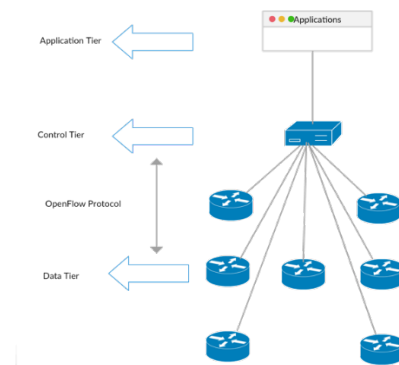 Applications
Application Tier
Control Tier
OpenFlow Protocol
Data Tier